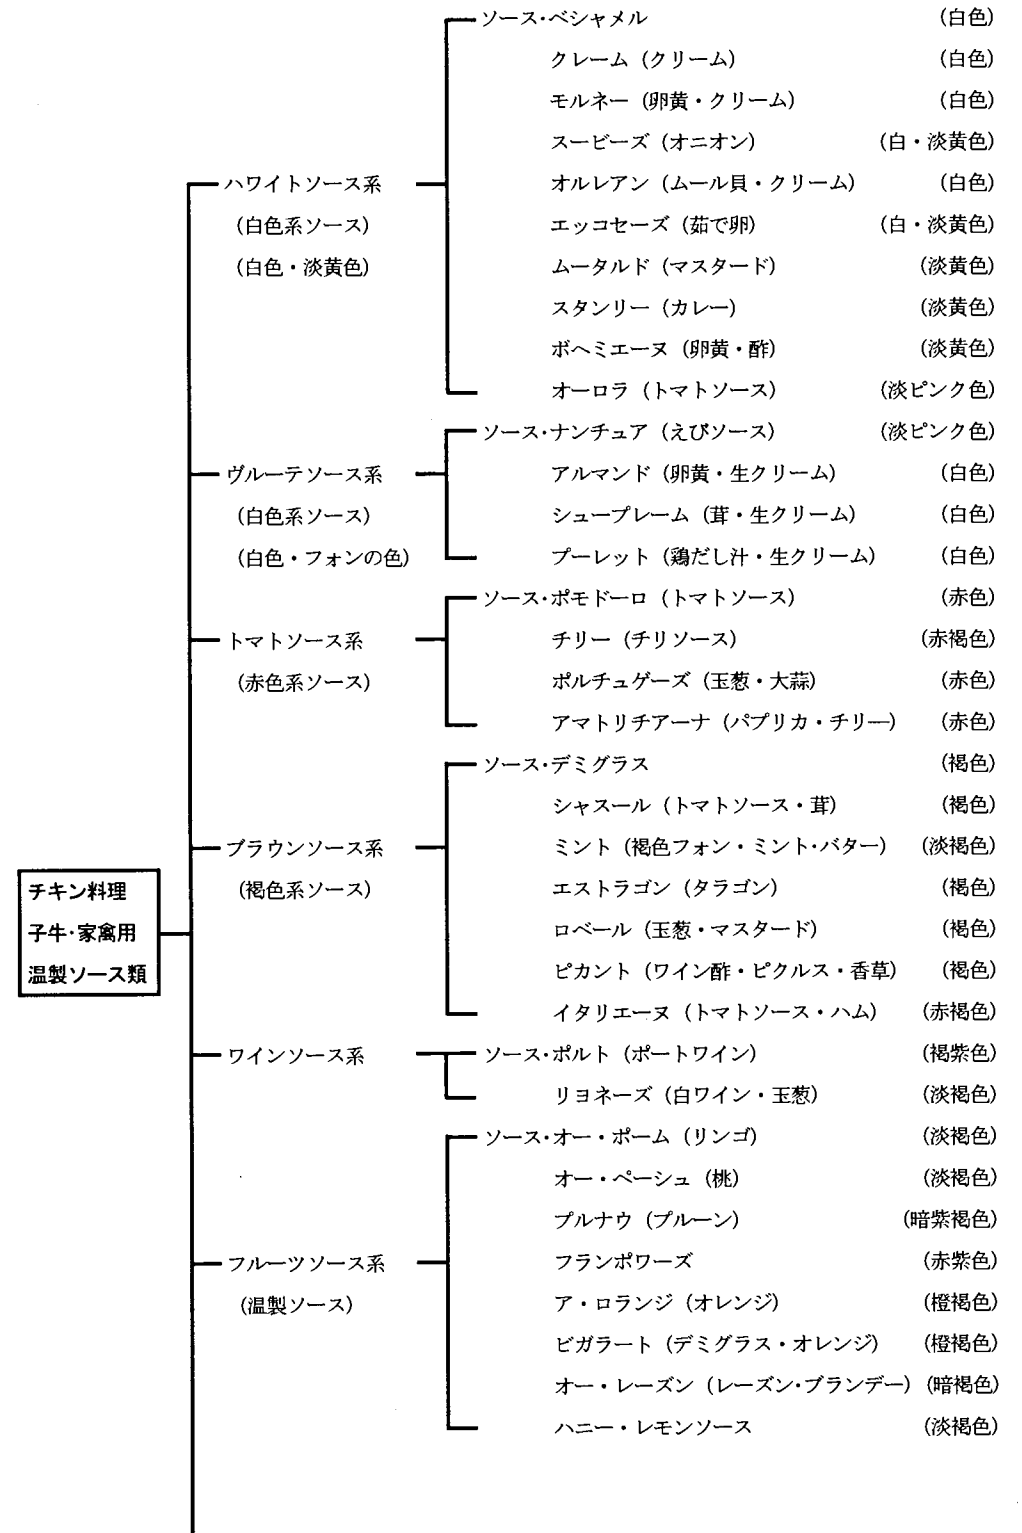 ソース・ベシャメル (白色)
クレーム (クリーム) (白色)
モルネー (卵黄・クリーム) (白色)
スービーズ (オニオン) (白・淡黄色)
ハワイトソース系 オルレアン (ムール貝・クリーム) (白色)
(白色系ソース) エッコセーズ (茹で卵) (白・淡黄色)
(白色・淡黄色) ムータルド (マスタード) (淡黄色)
スタンリー (カレー) (淡黄色)
ボヘミエーヌ (卵黄・酢) (淡黄色)
オーロラ (トマトソース) (淡ピンク色)
ソース・ナンチュア (えびソース) (淡ピンク色)
ヴルーテソース系 アルマンド (卵黄・生クリーム) (白色)
(白色系ソース) シュープレーム (茸・生クリーム) (白色)
(白色・フォンの色) プーレット (鶏だし汁・生クリーム) (白色)
ソース・ポモドーロ (トマトソース) (赤色)
トマトソース系 チリー (チリソース) (赤褐色)
(赤色系ソース) ポルチュゲーズ (玉葱・大蒜) (赤色)
アマトリチアーナ (パプリカ・チリー) (赤色)
ソース・デミグラス (褐色)
シャスール (トマトソース・茸) (褐色)
ブラウンソース系 ミント (褐色フォン・ミント・バター) (淡褐色)
(褐色系ソース) エストラゴン (タラゴン) (褐色)
ロベール (玉葱・マスタード) (褐色)
ピカント (ワイン酢・ピクルス・香草) (褐色)
イタリエーヌ (トマトソース・ハム) (赤褐色)
チキン料理
子牛・家禽用
温製ソース類
ワインソース系 ソース・ポルト (ポートワイン) (褐紫色)
リヨネーズ (白ワイン・玉葱) (淡褐色)
ソース・オー・ポーム (リンゴ) (淡褐色)
オー・ペーシュ (桃) (淡褐色)
プルナウ (プルーン) (暗紫褐色)
フルーツソース系 フランポワーズ (赤紫色)
(温製ソース) ア・ロランジ (オレンジ) (橙褐色)
ビガラート (デミグラス・オレンジ) (橙褐色)
オー・レーズン (レーズン・ブランデー) (暗褐色)
ハニー・レモンソース (淡褐色)